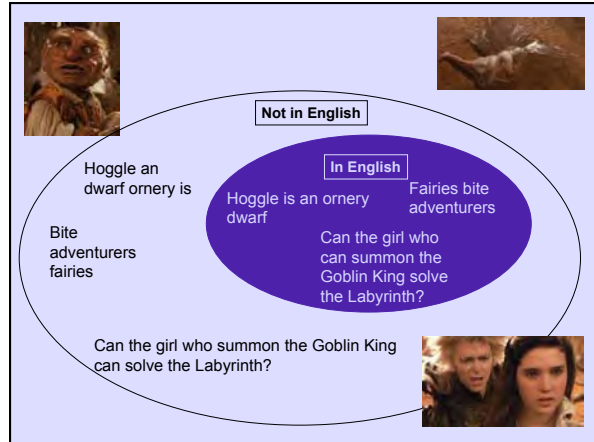 Not in English
In English
Hoggle an
dwarf ornery is
Hoggle is an ornery
dwarf
Fairies bite
adventurers
Bite
adventurers
fairies
Can the girl who
can summon the
Goblin King solve
the Labyrinth?
Can the girl who summon the Goblin King
can solve the Labyrinth?